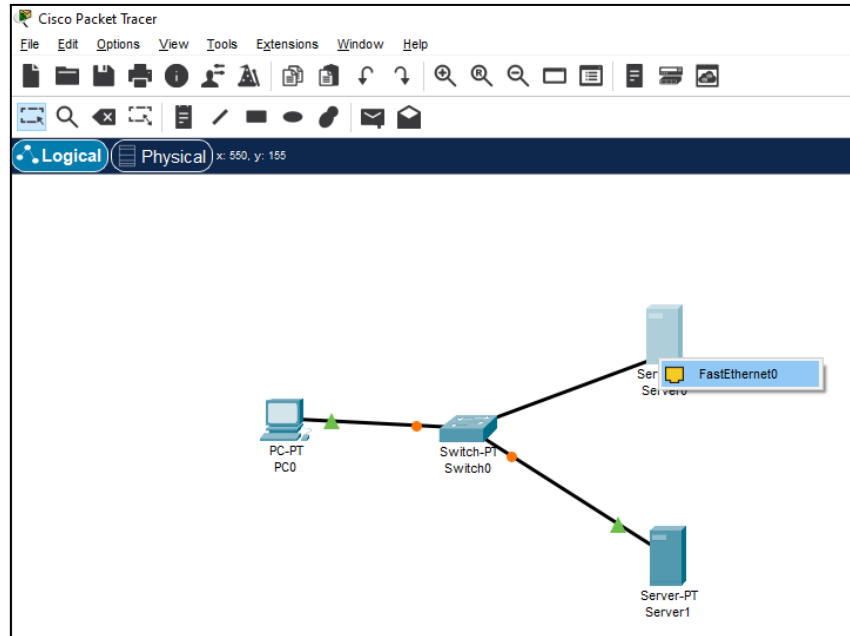 Cisco Packet Tracer
File Edit Options View Tools Extensions Window Help
Logical Physical x: 550, y: 155
FastEthernet0
Server0
PC-PT
PC0
Switch-PT
Switch0
Server-PT
Server1